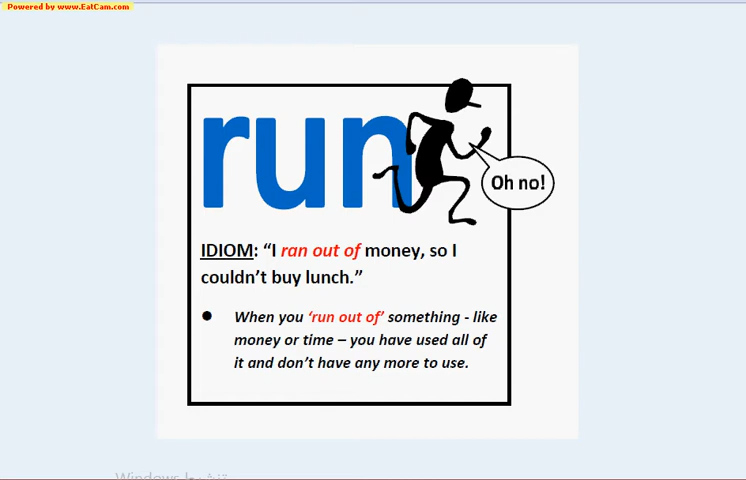 Powered by www.EatCam.com
run
Oh no!
IDIOM: “I ran out of money, so I
couldn’t buy lunch.”
● When you ‘run out of’ something - like
money or time – you have used all of
it and don’t have any more to use.